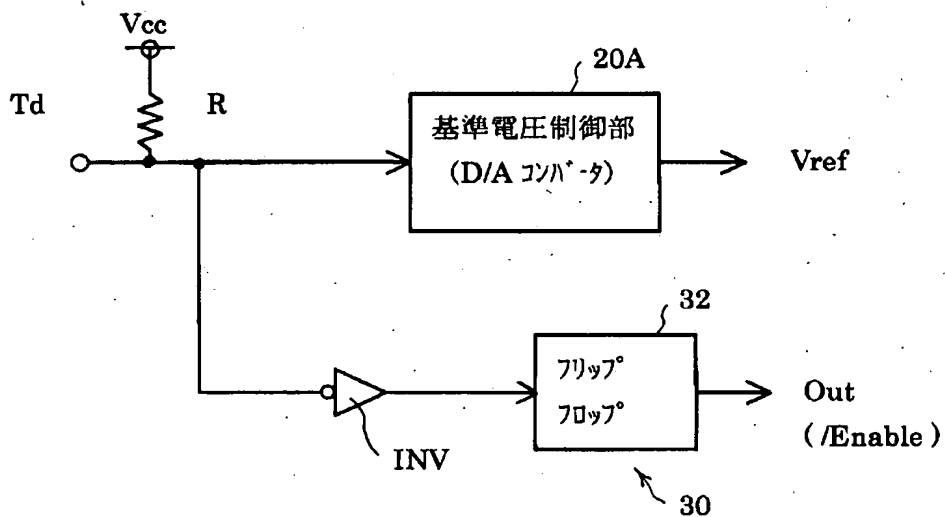 Vcc
20A
Td
R
基準電圧制御部
(D/A ｺﾝﾊﾞｰﾀ)
Vref
32
ﾌﾘｯﾌﾟ
ﾌﾛｯﾌﾟ
Out
(/Enable)
INV
30